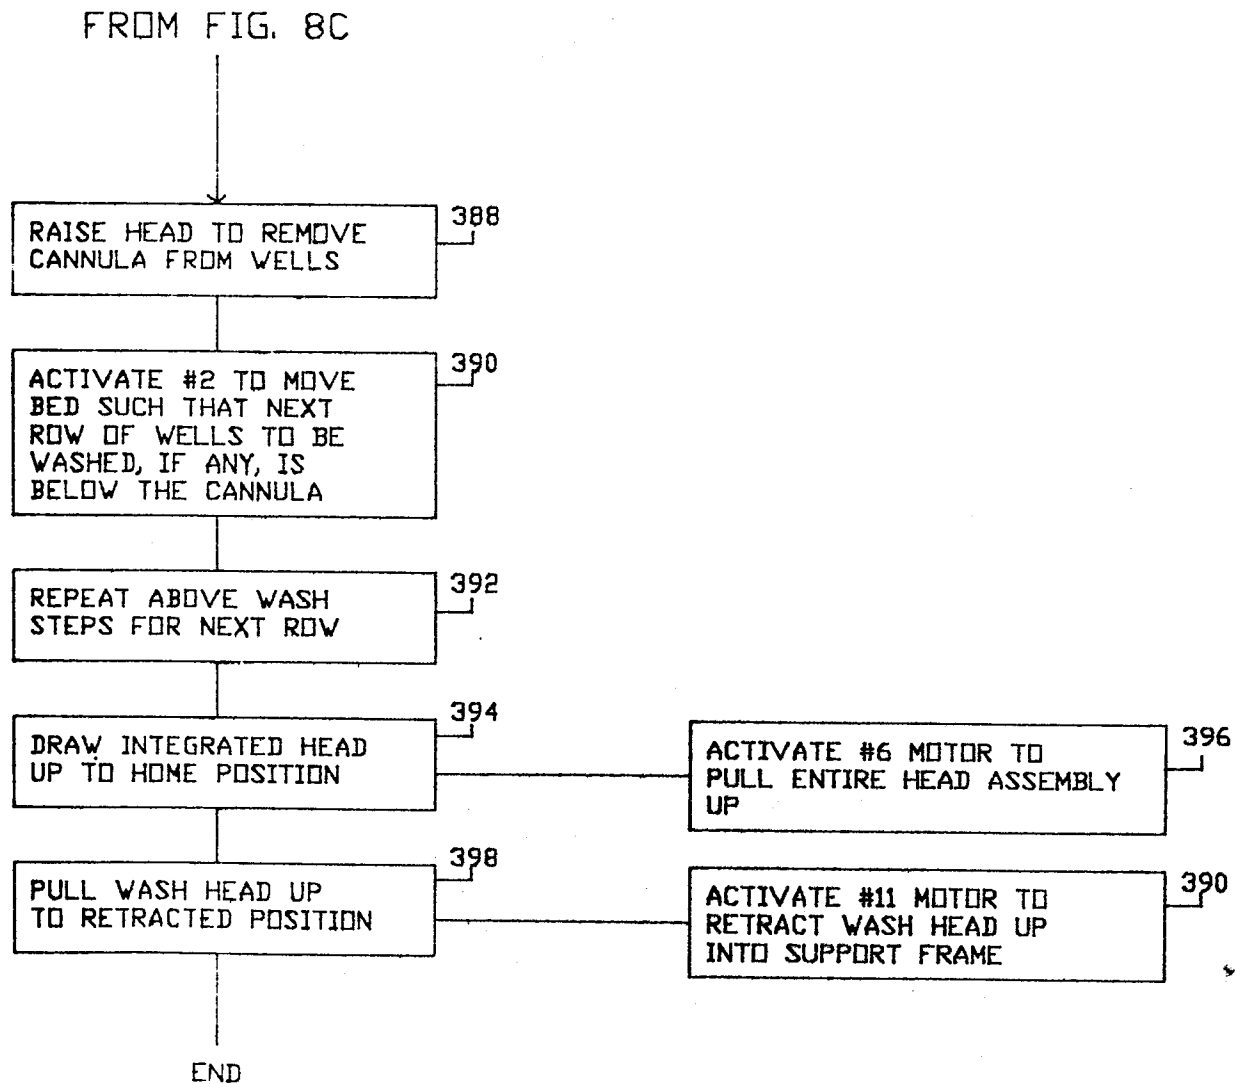 FROM FIG. 8C
388
RAISE HEAD TO REMOVE
CANNULA FROM WELLS
390
ACTIVATE #2 TO MOVE
BED SUCH THAT NEXT
ROW OF WELLS TO BE
WASHED, IF ANY, IS
BELOW THE CANNULA
392
REPEAT ABOVE WASH
STEPS FOR NEXT ROW
394
DRAW INTEGRATED HEAD
UP TO HOME POSITION
396
ACTIVATE #6 MOTOR TO
PULL ENTIRE HEAD ASSEMBLY
UP
398
PULL WASH HEAD UP
TO RETRACTED POSITION
390
ACTIVATE #11 MOTOR TO
RETRACT WASH HEAD UP
INTO SUPPORT FRAME
END